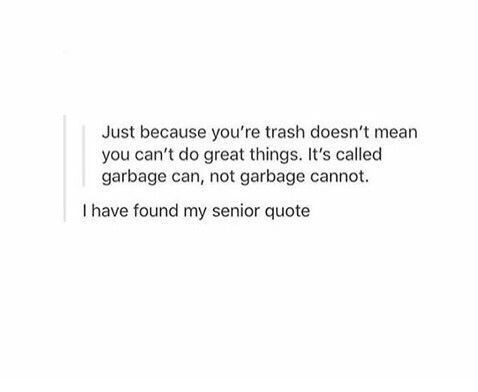 Just because you're trash doesn't mean
you can't do great things. It's called
garbage can, not garbage cannot.
I have found my senior quote